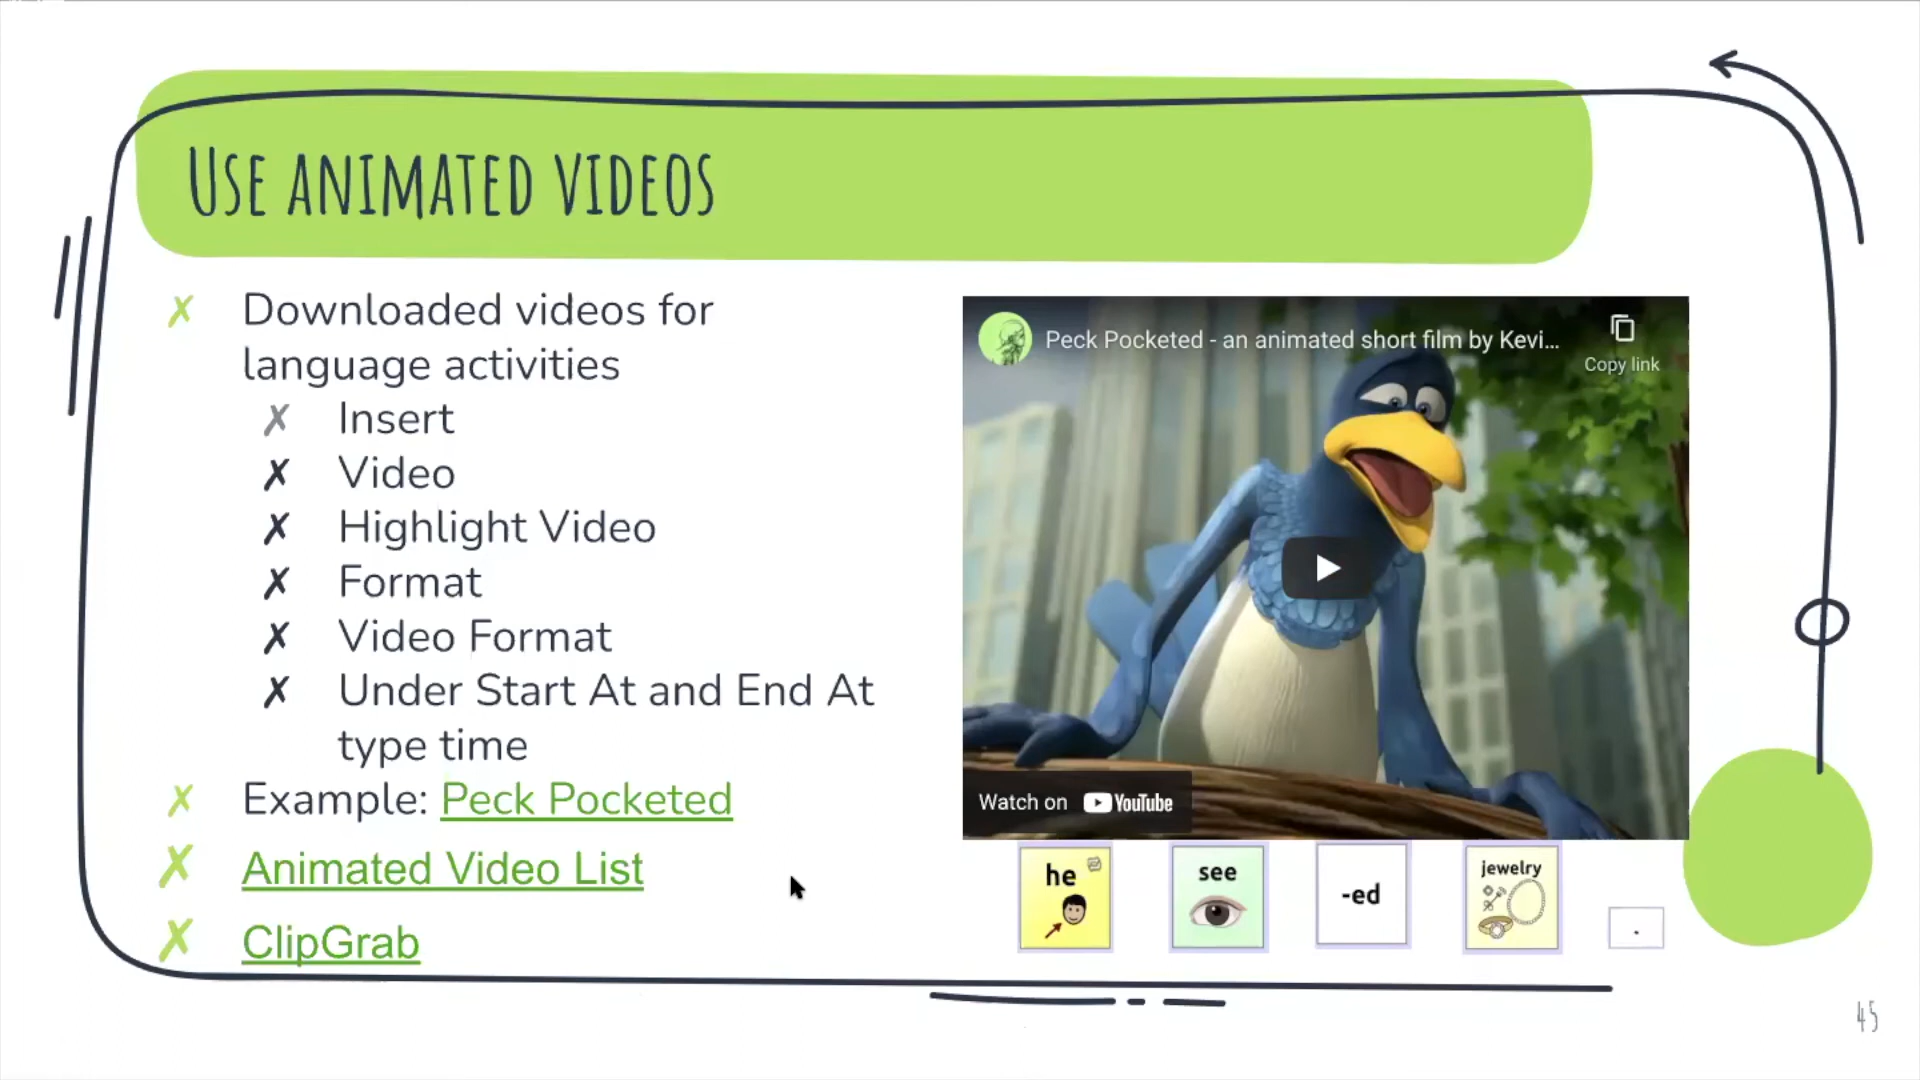 Use animated videos
✗ Downloaded videos for
language activities
✗ Insert
✗ Video
✗ Highlight Video
✗ Format
✗ Video Format
✗ Under Start At and End At
type time
✗ Example: Peck Pocketed
✗ Animated Video List
✗ ClipGrab
Peck Pocketed - an animated short film by Kevi...
Copy link
Watch on YouTube
he
see
-ed
jewelry
.
45